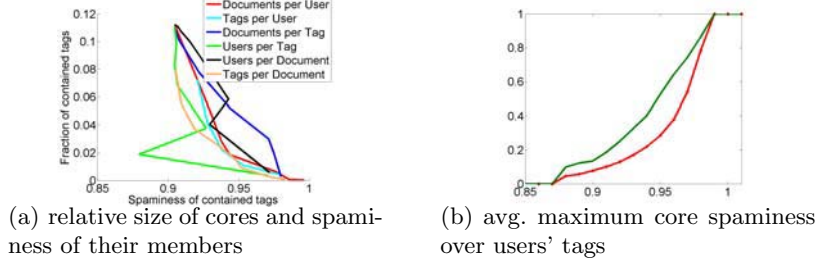 Documents per User
Tags per User
Documents per Tag
Users per Tag
Users per Document
Tags per Document
Fraction of contained tags
0.12
0.1
0.08
0.06
0.04
0.02
0
0.85
0.9
0.95
1
Spaminess of contained tags
(a) relative size of cores and spami-
ness of their members
1
0.8
0.6
0.4
0.2
0
0.85
0.9
0.95
1
(b) avg. maximum core spaminess
over users' tags